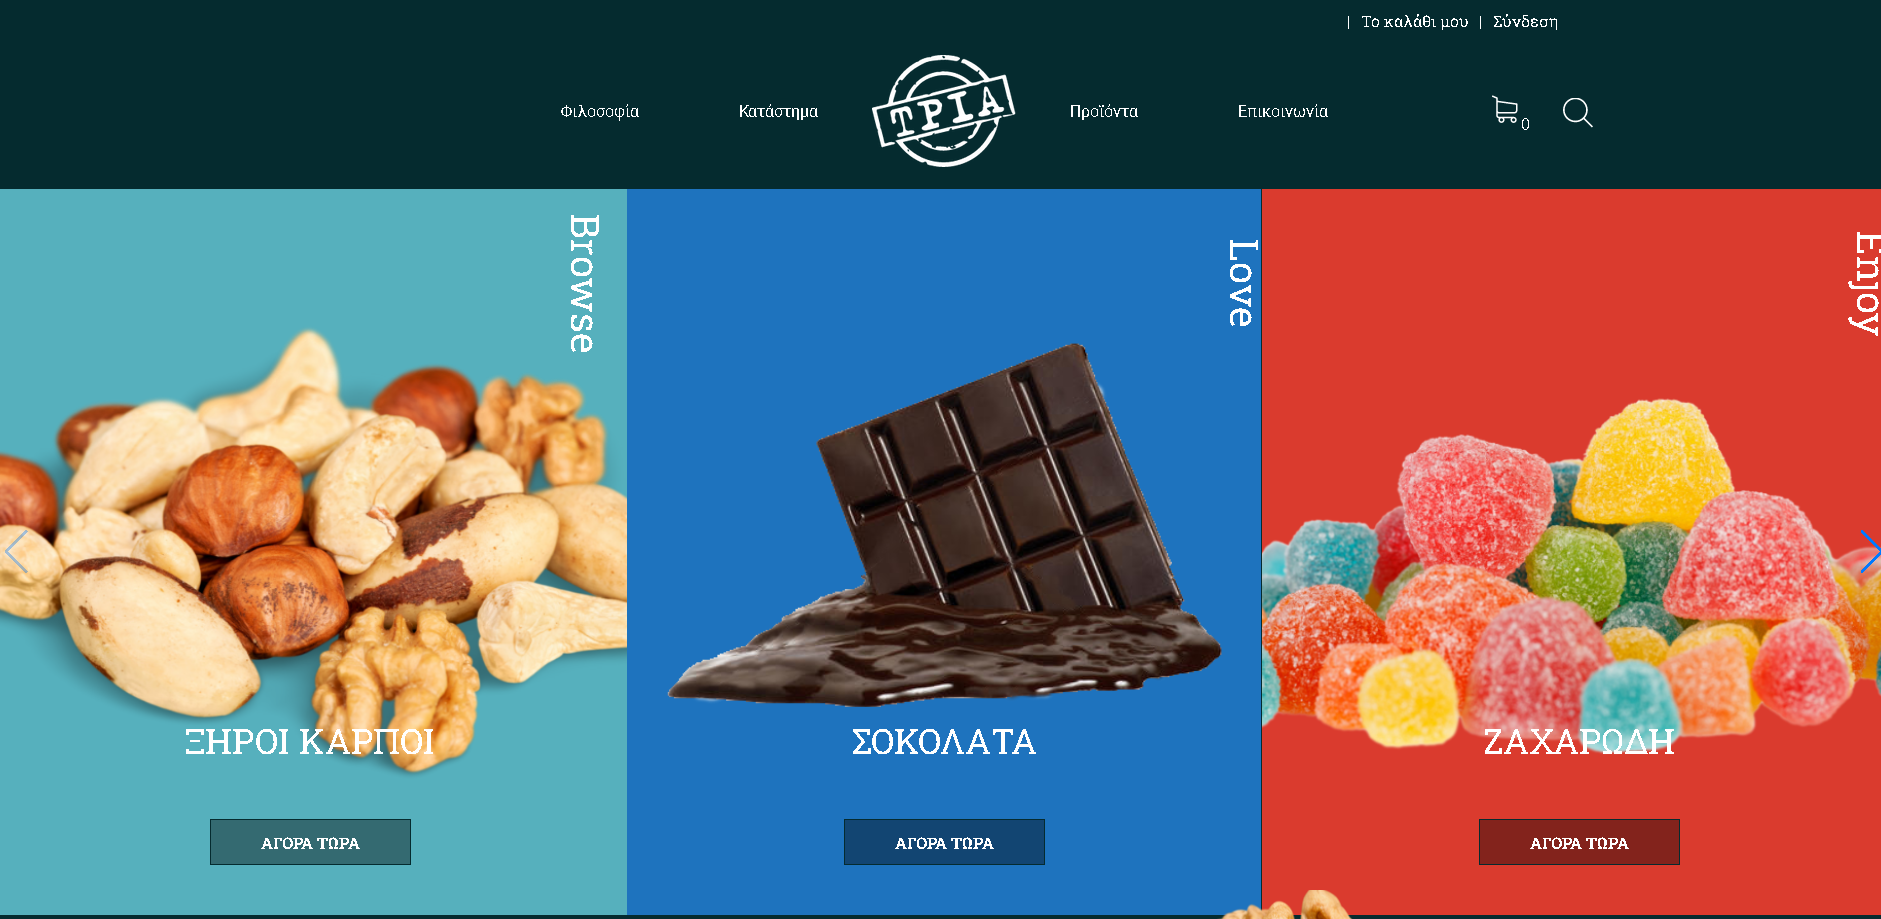 | Το καλάθι μου | Σύνδεση
Φιλοσοφία
Κατάστημα
ΤΡΙΑ
Προϊόντα
Επικοινωνία
0
Browse
Love
Enjoy
ΞΗΡΟΙ ΚΑΡΠΟΙ
ΣΟΚΟΛΑΤΑ
ΖΑΧΑΡΩΔΗ
ΑΓΟΡΑ ΤΩΡΑ
ΑΓΟΡΑ ΤΩΡΑ
ΑΓΟΡΑ ΤΩΡΑ